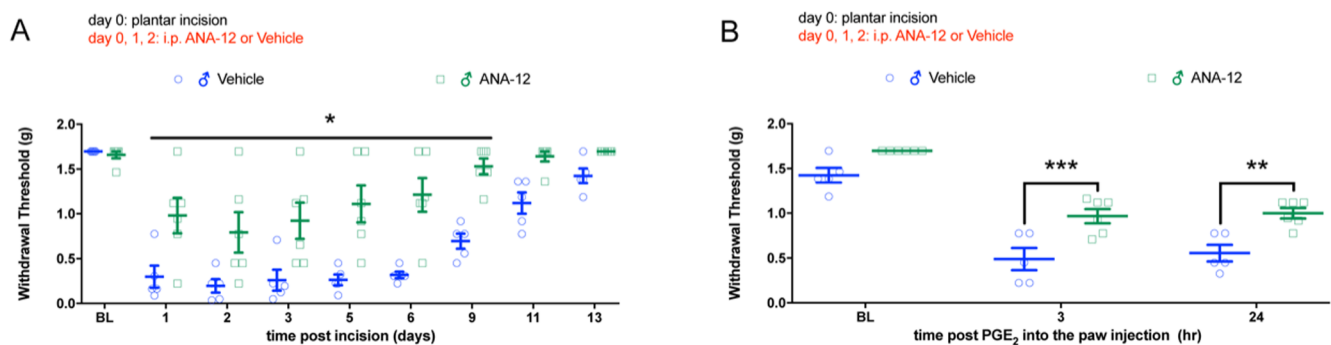 A
day 0: plantar incision
day 0, 1, 2: i.p. ANA-12 or Vehicle
♂ Vehicle
♂ ANA-12
*
Withdrawal Threshold (g)
2.0
1.5
1.0
0.5
0.0
BL 1 2 3 5 6 9 11 13
time post incision (days)
B
day 0: plantar incision
day 0, 1, 2: i.p. ANA-12 or Vehicle
♂ Vehicle
♂ ANA-12
*** **
Withdrawal Threshold (g)
2.0
1.5
1.0
0.5
0.0
BL 3 24
time post PGE₂ into the paw injection (hr)